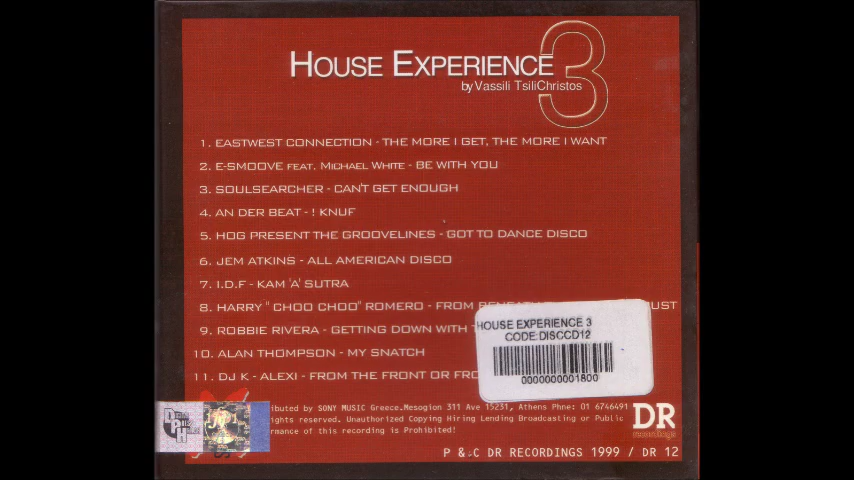 HOUSE EXPERIENCE 3
by Vassili TsiliChristos
1. EASTWEST CONNECTION - THE MORE I GET, THE MORE I WANT
2. E-SMOOVE FEAT. MICHAEL WHITE - BE WITH YOU
3. SOULSEARCHER - CAN'T GET ENOUGH
4. AN DER BEAT - ! KNUF
5. HOG PRESENT THE GROOVELINES - GOT TO DANCE DISCO
6. JEM ATKINS - ALL AMERICAN DISCO
7. I.D.F - KAM 'A' SUTRA
8. HARRY " CHOO CHOO" ROMERO - FROM
9. ROBBIE RIVERA - GETTING DOWN WITH
10. ALAN THOMPSON - MY SNATCH
11. DJ K - ALEXI - FROM THE FRONT OR
HOUSE EXPERIENCE 3
CODE:DISCCD12
0000000001800
by SONY MUSIC Greece.Mesogion 311 Ave 15231, Athens Phne: 01 6746491
rights reserved. Unauthorized Copying Hiring Lending Broadcasting or Public
of this recording is Prohibited!
DR
recordings
P & C DR RECORDINGS 1999 / DR 12